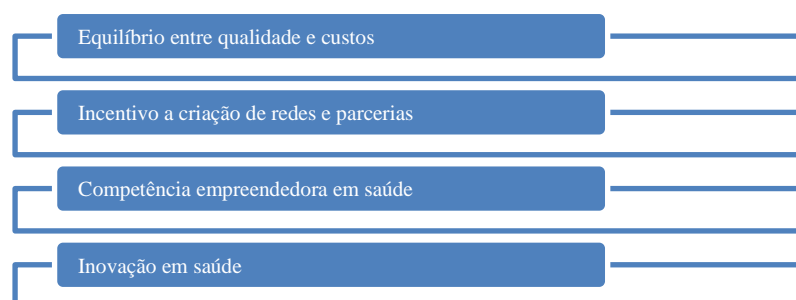 Equilíbrio entre qualidade e custos
Incentivo a criação de redes e parcerias
Competência empreendedora em saúde
Inovação em saúde